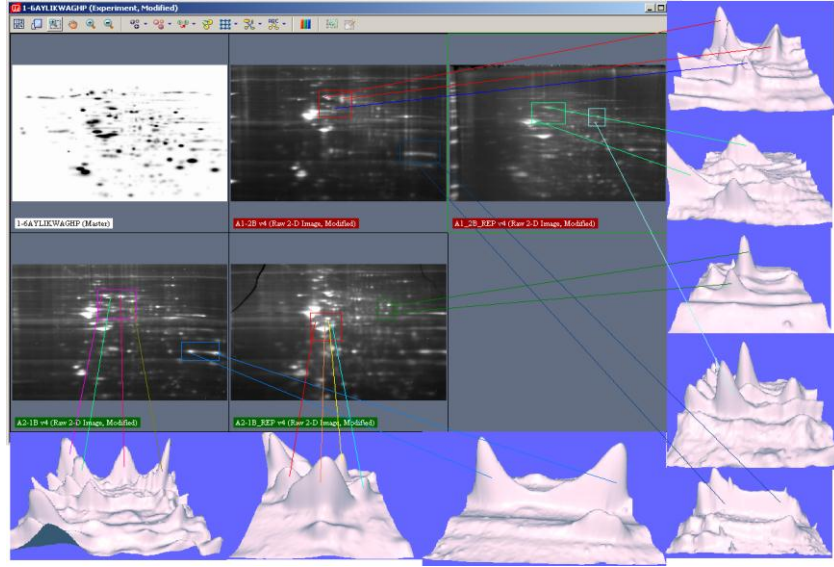 1-6AYLIKWAGHP (Experiment, Modified)
1-6AYLIKWAGHP (Master)
A1-2B v4 (Raw 2-D Image, Modified)
A1_2B_REP v4 (Raw 2-D Image, Modified)
A2-1B v4 (Raw 2-D Image, Modified)
A2-1B_REP v4 (Raw 2-D Image, Modified)